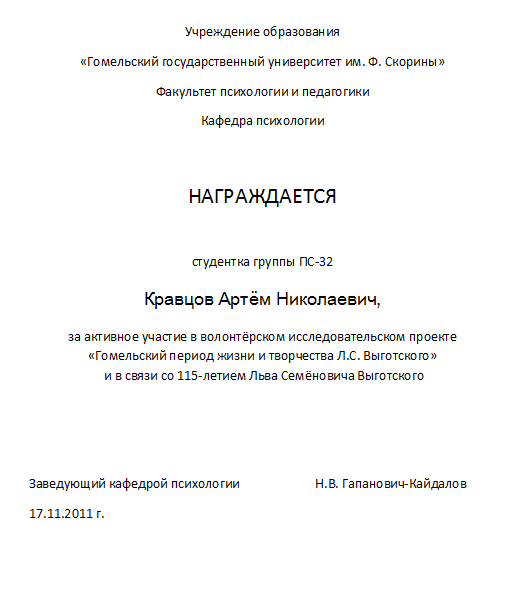 Учреждение образования
«Гомельский государственный университет им. Ф. Скорины»
Факультет психологии и педагогики
Кафедра психологии
НАГРАЖДАЕТСЯ
студентка группы ПС-32
Кравцов Артём Николаевич,
за активное участие в волонтёрском исследовательском проекте
«Гомельский период жизни и творчества Л.С. Выготского»
и в связи со 115-летием Льва Семёновича Выготского
Заведующий кафедрой психологии Н.В. Гапанович-Кайдалов
17.11.2011 г.